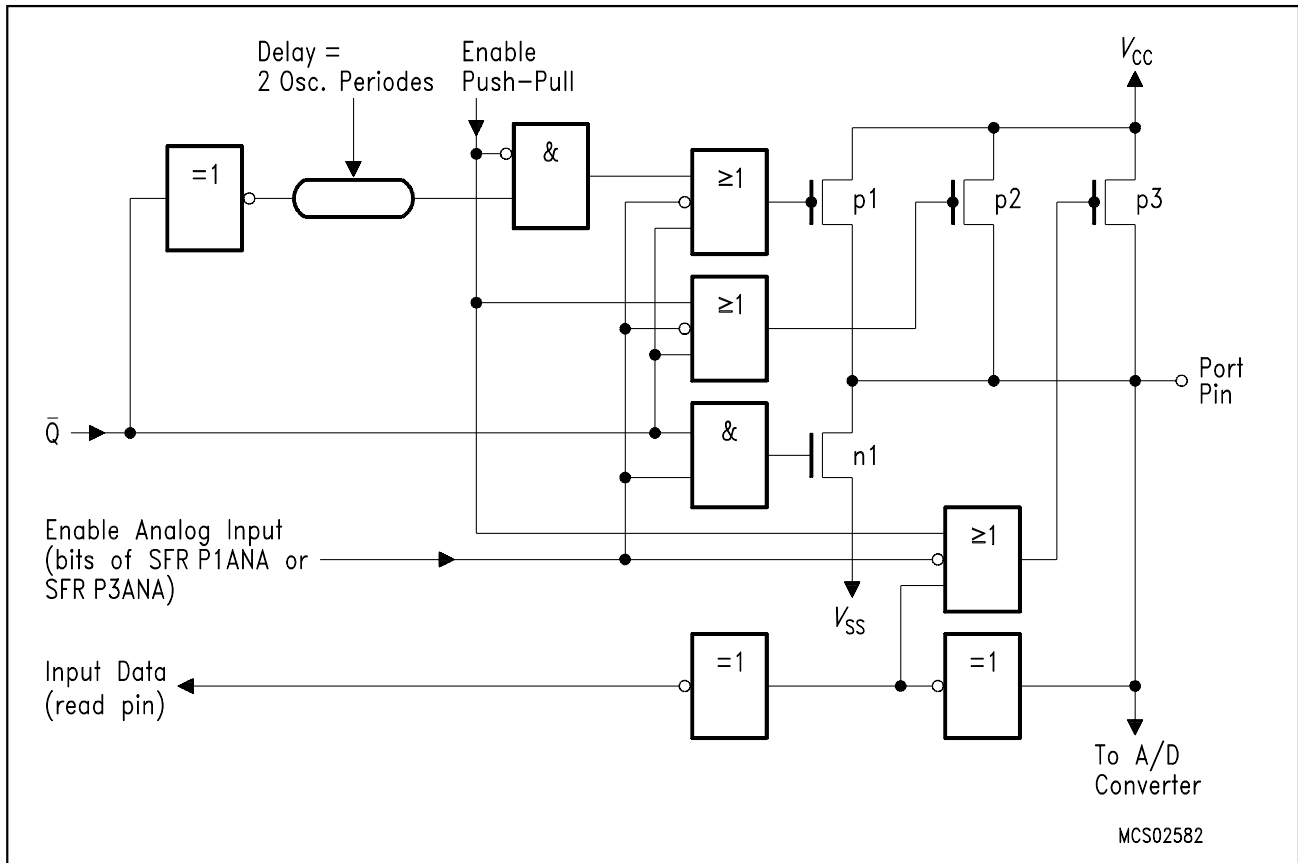 Delay =
2 Osc. Periodes
Enable
Push-Pull
V_CC
=1
&
≥1
p1
p2
p3
≥1
Port
Pin
Q̄
&
n1
Enable Analog Input
(bits of SFR P1ANA or
SFR P3ANA)
≥1
V_SS
Input Data
(read pin)
=1
=1
To A/D
Converter
MCS02582